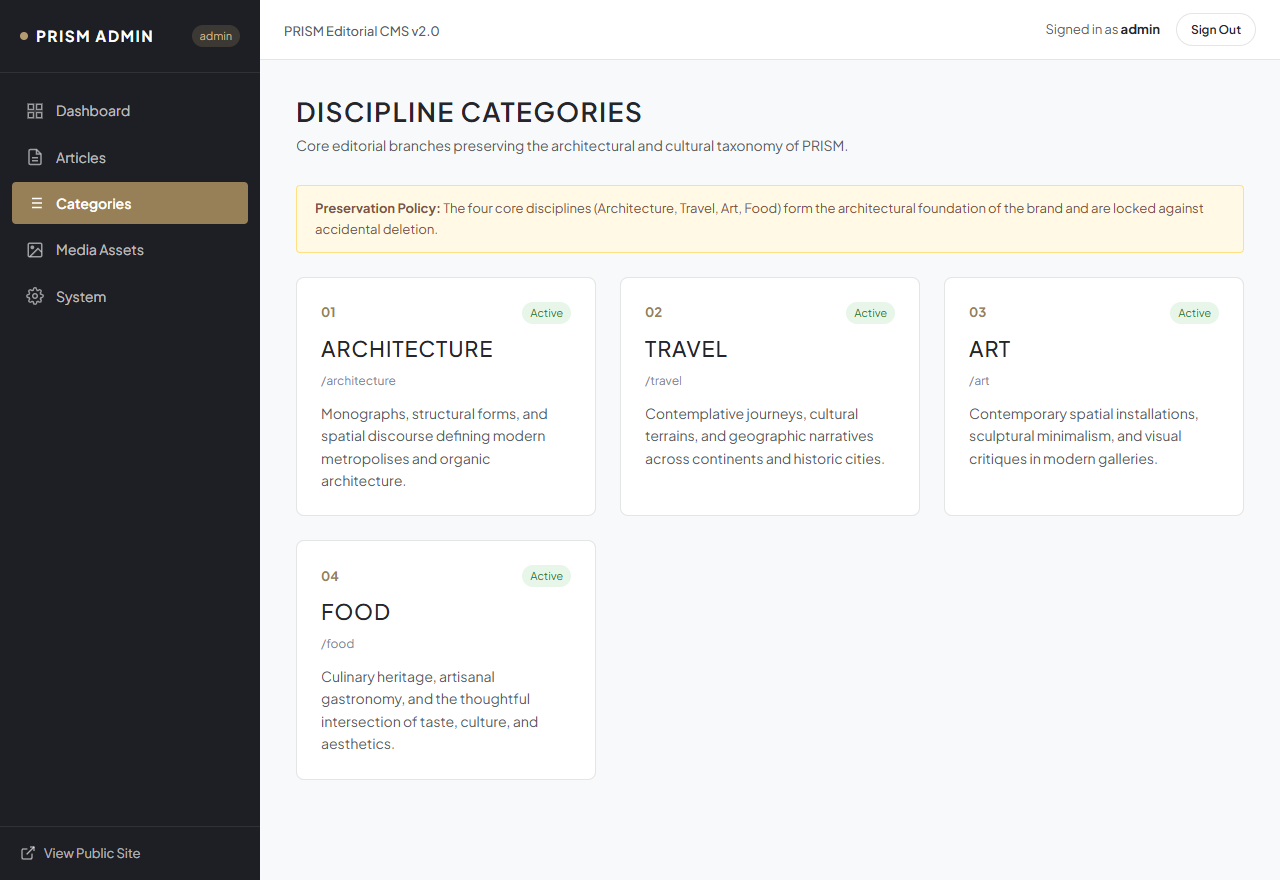 PRISM ADMIN
admin
Dashboard
Articles
Categories
Media Assets
System
View Public Site
PRISM Editorial CMS v2.0
Signed in as admin
Sign Out
DISCIPLINE CATEGORIES
Core editorial branches preserving the architectural and cultural taxonomy of PRISM.
Preservation Policy: The four core disciplines (Architecture, Travel, Art, Food) form the architectural foundation of the brand and are locked against
accidental deletion.
01
Active
ARCHITECTURE
/architecture
Monographs, structural forms, and
spatial discourse defining modern
metropolises and organic
architecture.
02
Active
TRAVEL
/travel
Contemplative journeys, cultural
terrains, and geographic narratives
across continents and historic cities.
03
Active
ART
/art
Contemporary spatial installations,
sculptural minimalism, and visual
critiques in modern galleries.
04
Active
FOOD
/food
Culinary heritage, artisanal
gastronomy, and the thoughtful
intersection of taste, culture, and
aesthetics.